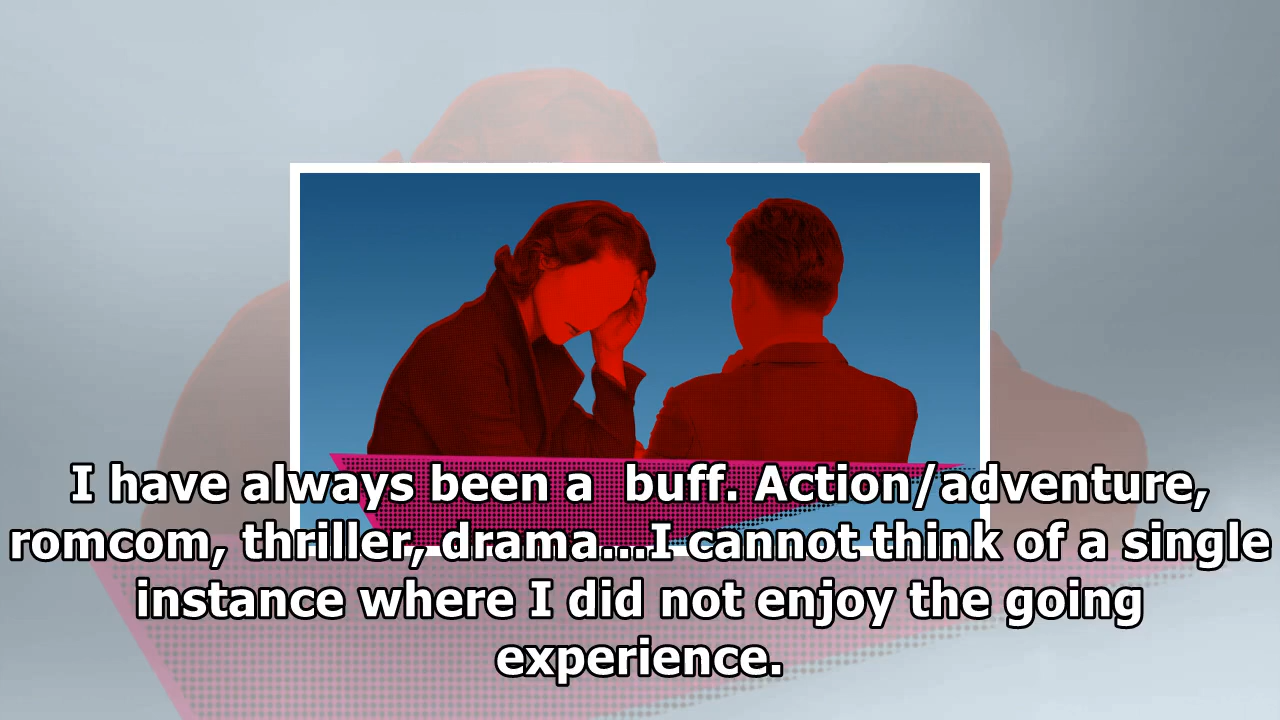 I have always been a  buff. Action/adventure,
romcom, thriller, drama...I cannot think of a single
instance where I did not enjoy the going
experience.